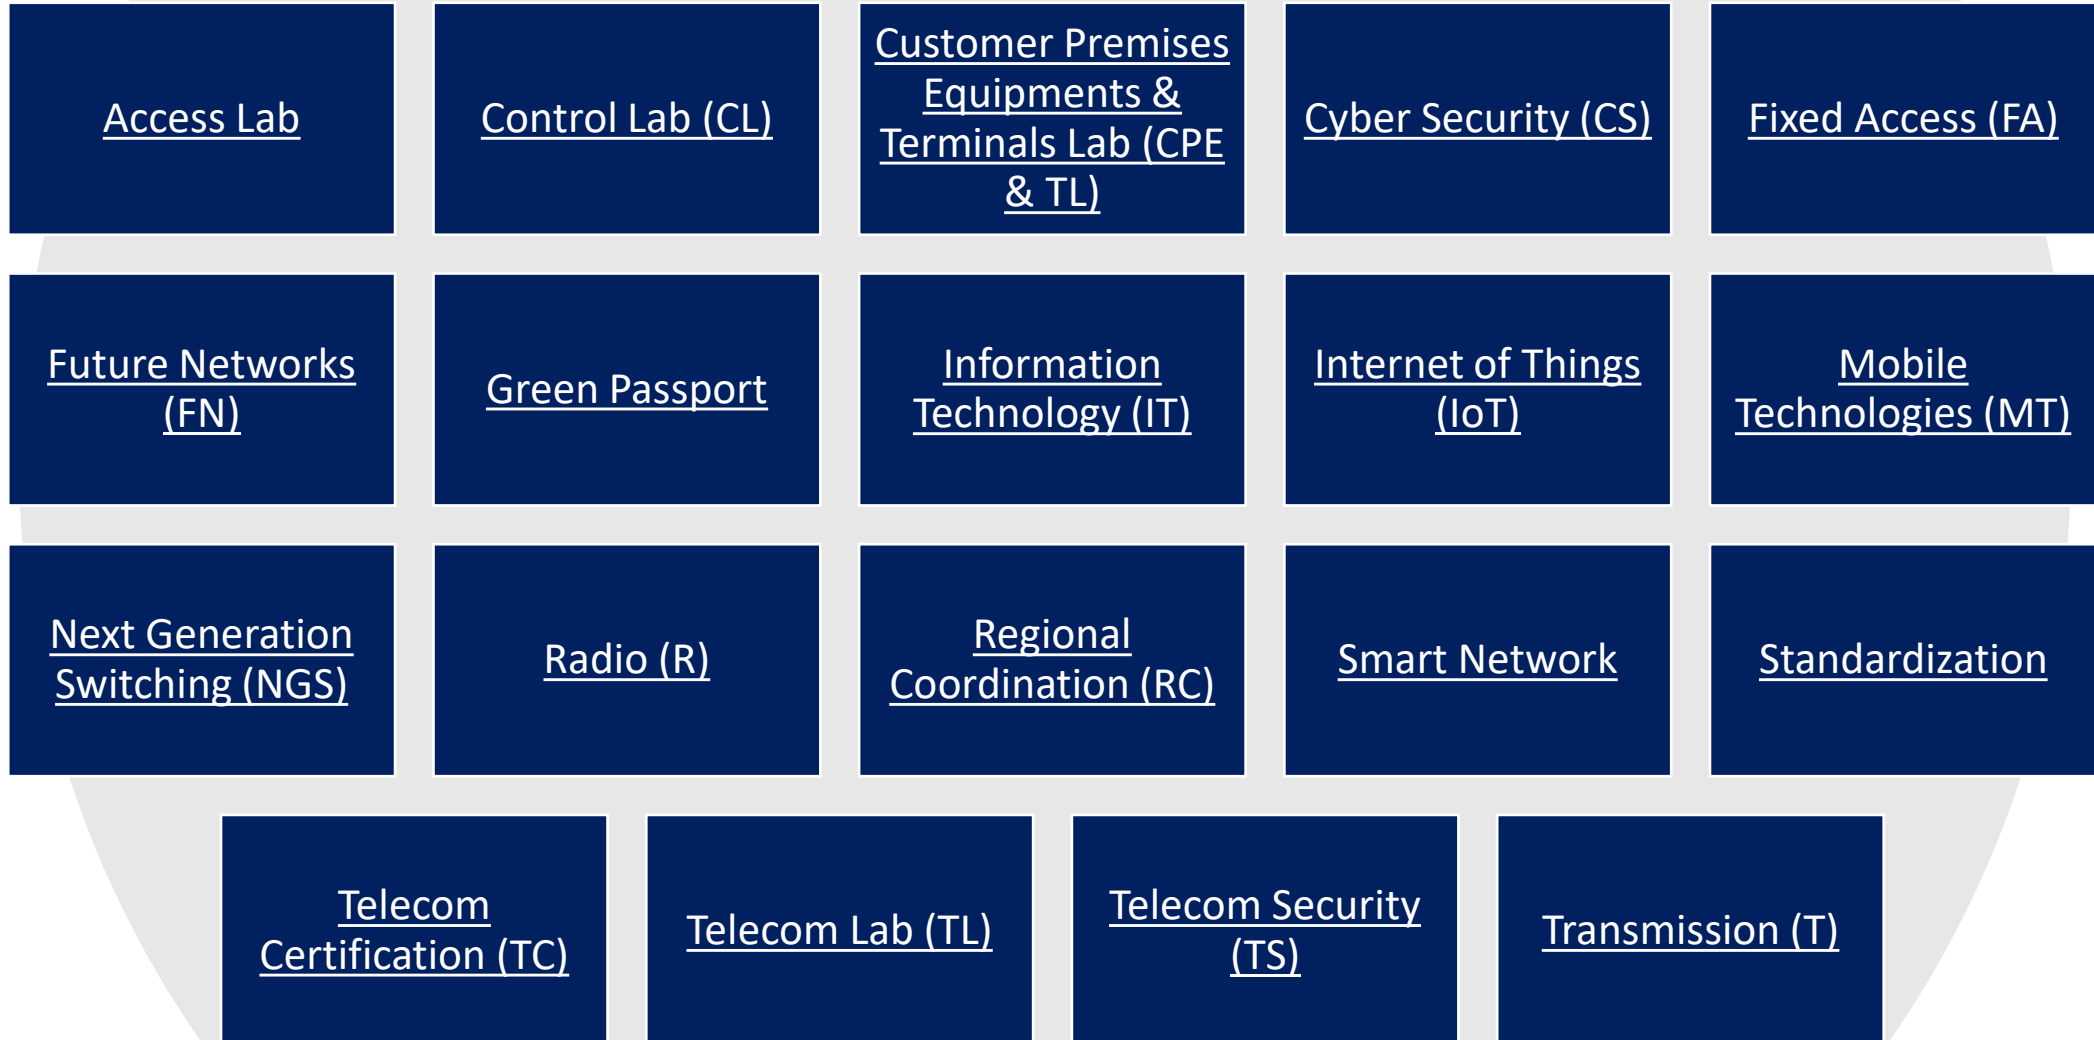 Access Lab
Control Lab (CL)
Customer Premises
Equipments &
Terminals Lab (CPE
& TL)
Cyber Security (CS)
Fixed Access (FA)
Future Networks
(FN)
Green Passport
Information
Technology (IT)
Internet of Things
(IoT)
Mobile
Technologies (MT)
Next Generation
Switching (NGS)
Radio (R)
Regional
Coordination (RC)
Smart Network
Standardization
Telecom
Certification (TC)
Telecom Lab (TL)
Telecom Security
(TS)
Transmission (T)